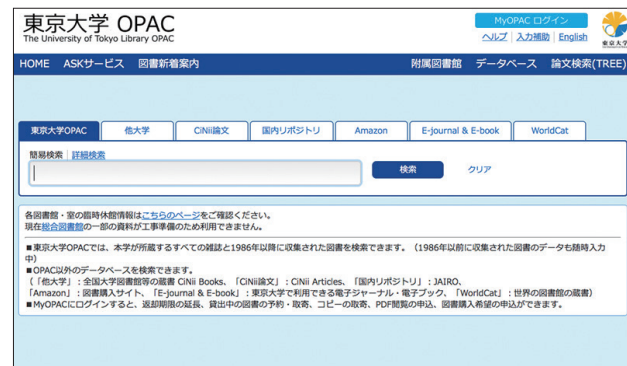 東京大学 OPAC
The University of Tokyo Library OPAC
MyOPAC ログイン
ヘルプ | 入力補助 | English
東京大学
HOME ASKサービス 図書新着案内 附属図書館 データベース 論文検索(TREE)
東京大学OPAC 他大学 CiNii論文 国内リポジトリ Amazon E-journal & E-book WorldCat
簡易検索 | 詳細検索
検索 クリア
各図書館・室の臨時休館情報はこちらのページをご確認ください。
現在総合図書館の一部の資料が工事準備のため利用できません。
■東京大学OPACでは、本学が所蔵するすべての雑誌と1986年以降に収集された図書を検索できます。（1986年以前に収集された図書のデータも随時入力
中）
■OPAC以外のデータベースを検索できます。
（「他大学」：全国大学図書館等の蔵書 CiNii Books、「CiNii論文」：CiNii Articles、「国内リポジトリ」：JAIRO、
「Amazon」：図書購入サイト、「E-journal & E-book」：東京大学で利用できる電子ジャーナル・電子ブック、「WorldCat」：世界の図書館の蔵書）
■MyOPACにログインすると、返却期限の延長、貸出中の図書の予約・取寄、コピーの取寄、PDF閲覧の申込、図書購入希望の申込ができます。